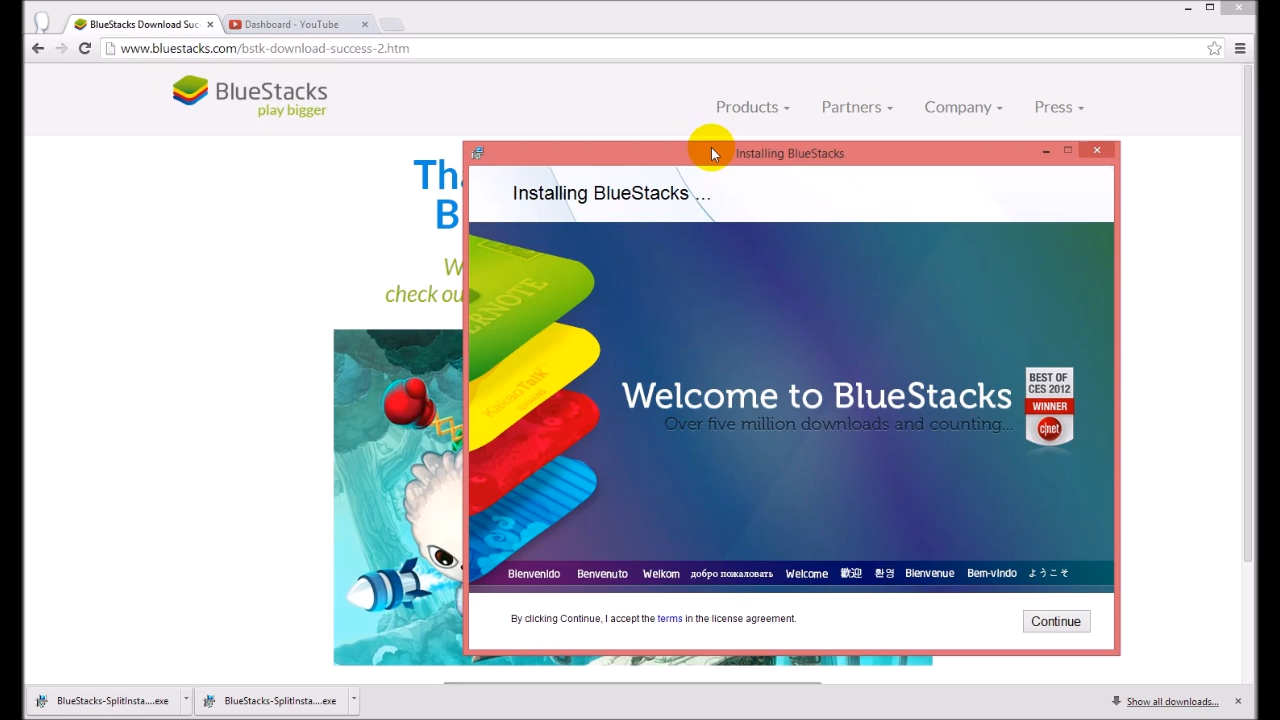 BlueStacks Download Suc
Dashboard - YouTube
www.bluestacks.com/bstk-download-success-2.htm
BlueStacks
play bigger
Products
Partners
Company
Press
Installing BlueStacks
Installing BlueStacks ...
Th
B
W
check ou
ERNOTE
KakaoTalk
Welcome to BlueStacks
Over five million downloads and counting...
BEST OF
CES 2012
WINNER
c|net
Bienvenido Benvenuto Welkom добро пожаловать Welcome 歡迎 환영 Bienvenue Bem-vindo ようこそ
By clicking Continue, I accept the terms in the license agreement.
Continue
BlueStacks-SplitInsta....exe
BlueStacks-SplitInsta....exe
Show all downloads...